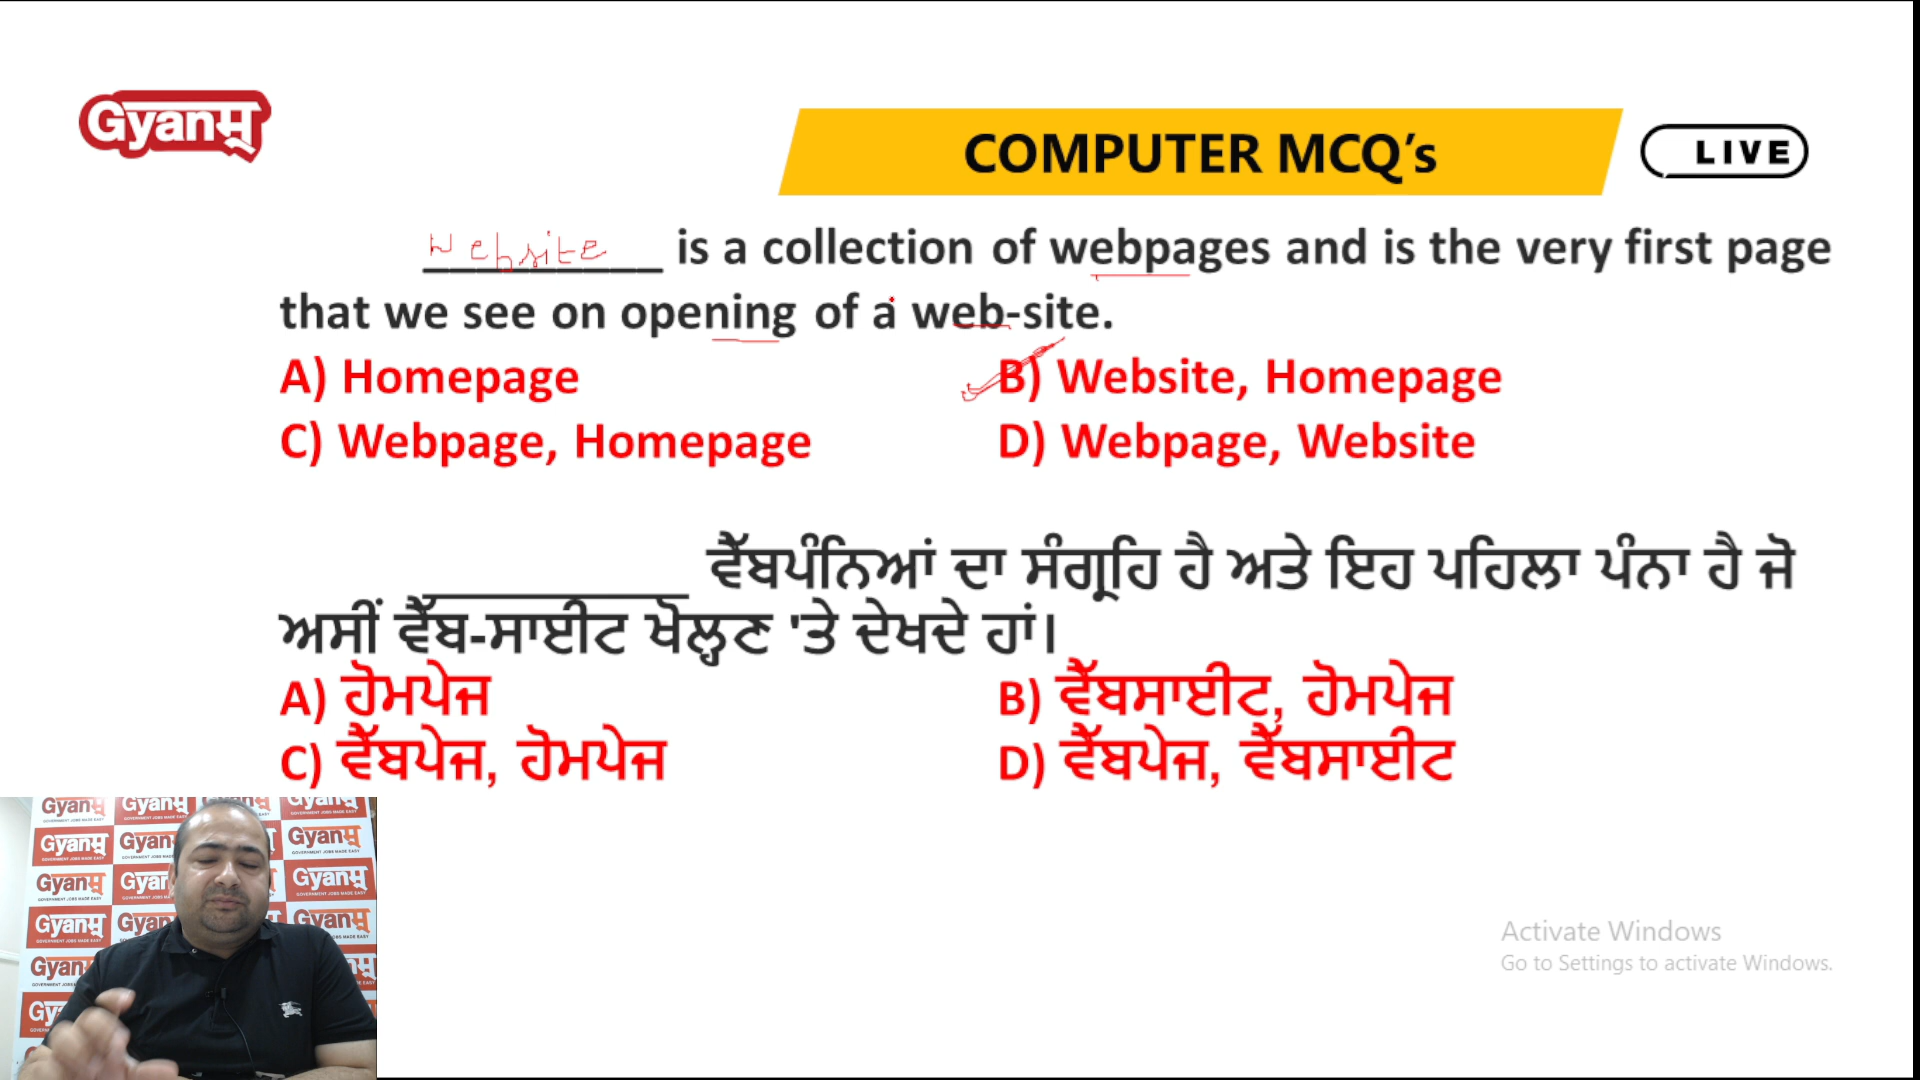 Gyanਸ੍ਰ
COMPUTER MCQ's
LIVE
Website
_________ is a collection of webpages and is the very first page
that we see on opening of a web-site.
A) Homepage
B) Website, Homepage
C) Webpage, Homepage
D) Webpage, Website
__________ ਵੈੱਬਪੰਨਿਆਂ ਦਾ ਸੰਗ੍ਰਹਿ ਹੈ ਅਤੇ ਇਹ ਪਹਿਲਾ ਪੰਨਾ ਹੈ ਜੋ
ਅਸੀਂ ਵੈੱਬ-ਸਾਈਟ ਖੋਲ੍ਹਣ 'ਤੇ ਦੇਖਦੇ ਹਾਂ।
A) ਹੋਮਪੇਜ
B) ਵੈੱਬਸਾਈਟ, ਹੋਮਪੇਜ
C) ਵੈੱਬਪੇਜ, ਹੋਮਪੇਜ
D) ਵੈੱਬਪੇਜ, ਵੈੱਬਸਾਈਟ
Activate Windows
Go to Settings to activate Windows.